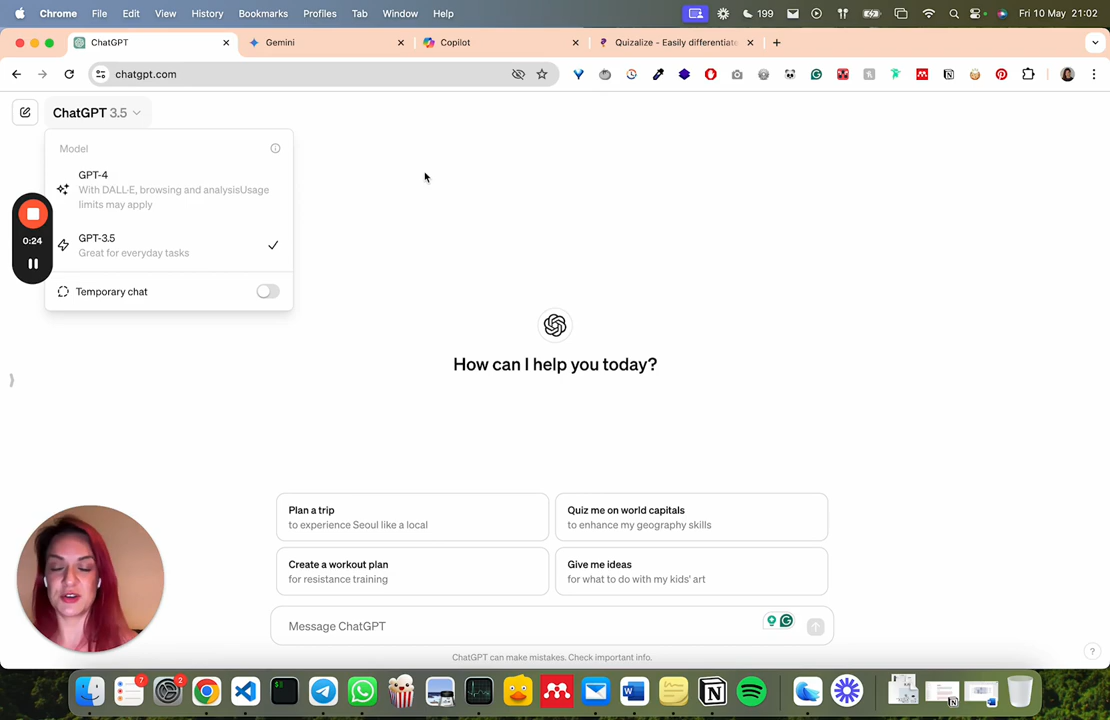 Chrome File Edit View History Bookmarks Profiles Tab Window Help 199 Fri 10 May 21:02
ChatGPT Gemini Copilot Quizalize - Easily differentiate
chatgpt.com
ChatGPT 3.5
Model
GPT-4
With DALL·E, browsing and analysisUsage
limits may apply
GPT-3.5
Great for everyday tasks
Temporary chat
0:24
How can I help you today?
Plan a trip
to experience Seoul like a local
Quiz me on world capitals
to enhance my geography skills
Create a workout plan
for resistance training
Give me ideas
for what to do with my kids' art
Message ChatGPT
ChatGPT can make mistakes. Check important info.
?
7
2